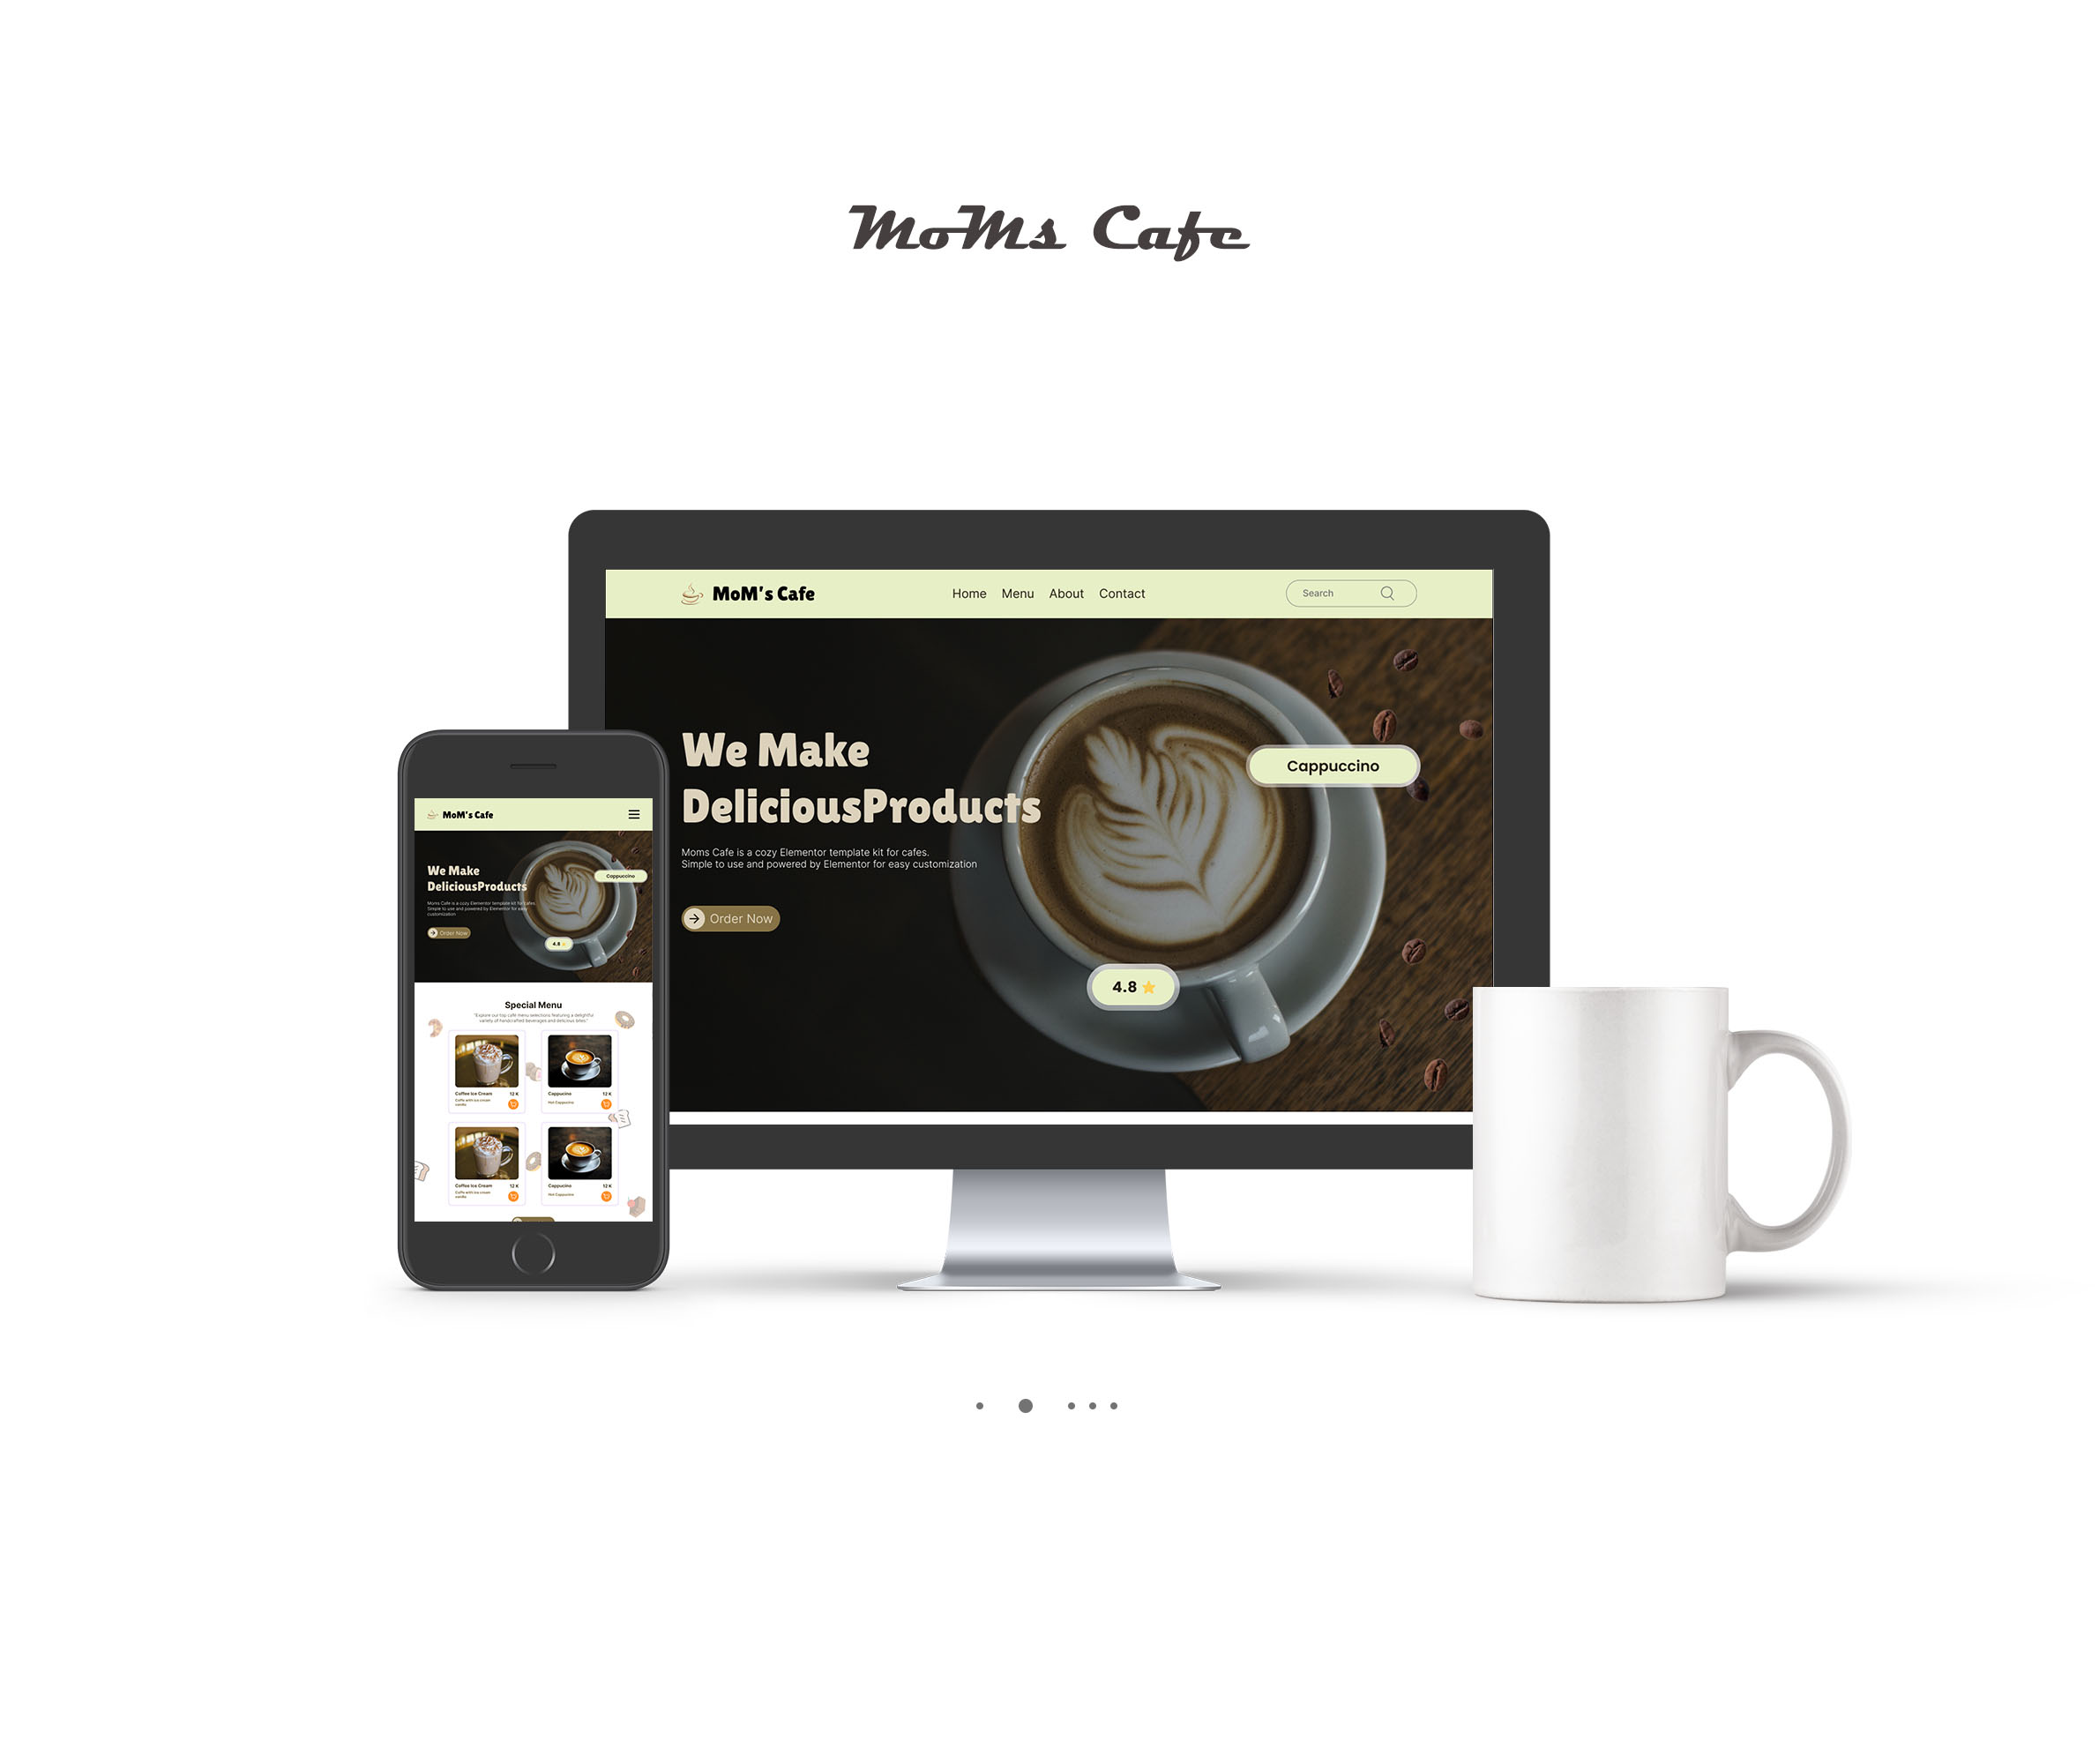 MoMs Cafe
MoM's Cafe
Home Menu About Contact
Search
We Make
DeliciousProducts
Moms Cafe is a cozy Elementor template kit for cafes.
Simple to use and powered by Elementor for easy customization
Order Now
Cappuccino
4.8
MoM's Cafe
We Make
DeliciousProducts
Cappuccino
Moms Cafe is a cozy Elementor template kit for cafes.
Simple to use and powered by Elementor for easy
customization
Order Now
4.8
Special Menu
"Explore our top cafe menu selections featuring a delightful
variety of handcrafted beverages and delicious bites."
Coffee Ice Cream 12 K
Coffe with ice cream
vanilla
Cappucino 12 K
Hot Cappucino
Coffee Ice Cream 12 K
Coffe with ice cream
vanilla
Cappucino 12 K
Hot Cappucino